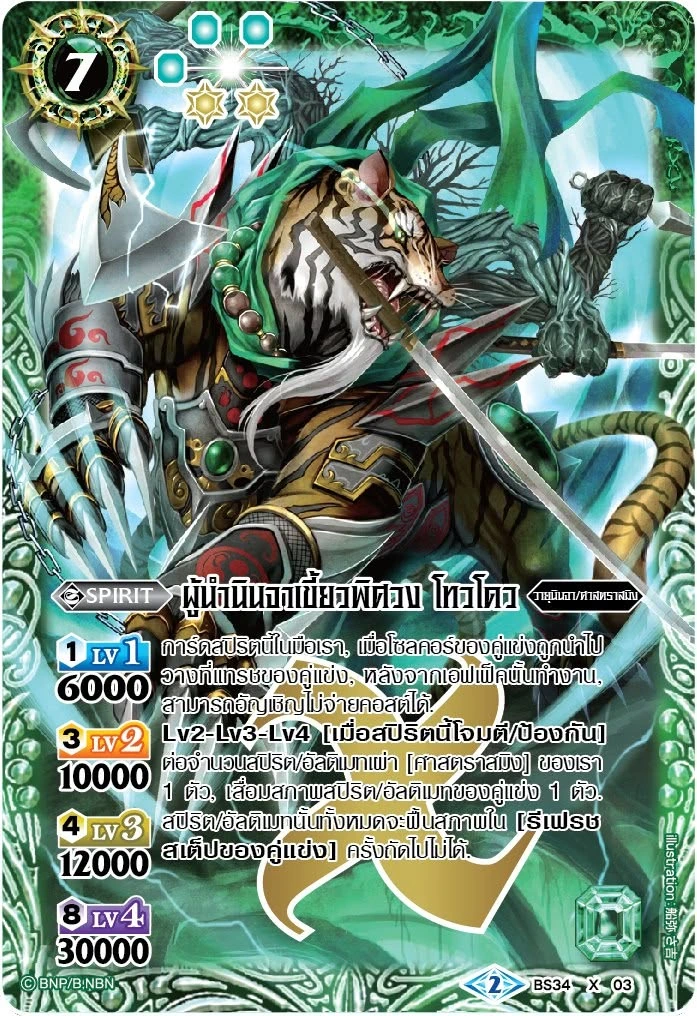 7
SPIRIT ผู้นำนินจาเขี้ยวพิศวง โทวโดว วายุนินจา/ศาสตราสมิง
1 LV1
6000
การ์ดสปิริตนี้ในมือเรา, เมื่อโซลคอร์ของคู่แข่งถูกนำไป
วางที่แทรชของคู่แข่ง, หลังจากเอฟเฟ็คนั้นทำงาน,
สามารถอัญเชิญไม่จ่ายคอสต์ได้.
3 LV2
10000
Lv2-Lv3-Lv4 [เมื่อสปิริตนี้โจมตี/ป้องกัน]
ต่อจำนวนสปิริต/อัลติเมทเผ่า [ศาสตราสมิง] ของเรา
1 ตัว, เสื่อมสภาพสปิริต/อัลติเมทของคู่แข่ง 1 ตัว.
4 LV3
12000
สปิริต/อัลติเมทนั้นทั้งหมดจะฟื้นสภาพใน [รีเฟรช
สเต็ปของคู่แข่ง] ครั้งถัดไปไม่ได้.
8 LV4
30000
illustration : 船弥さ吉
©BNP/B,NBN
2 BS34 X 03